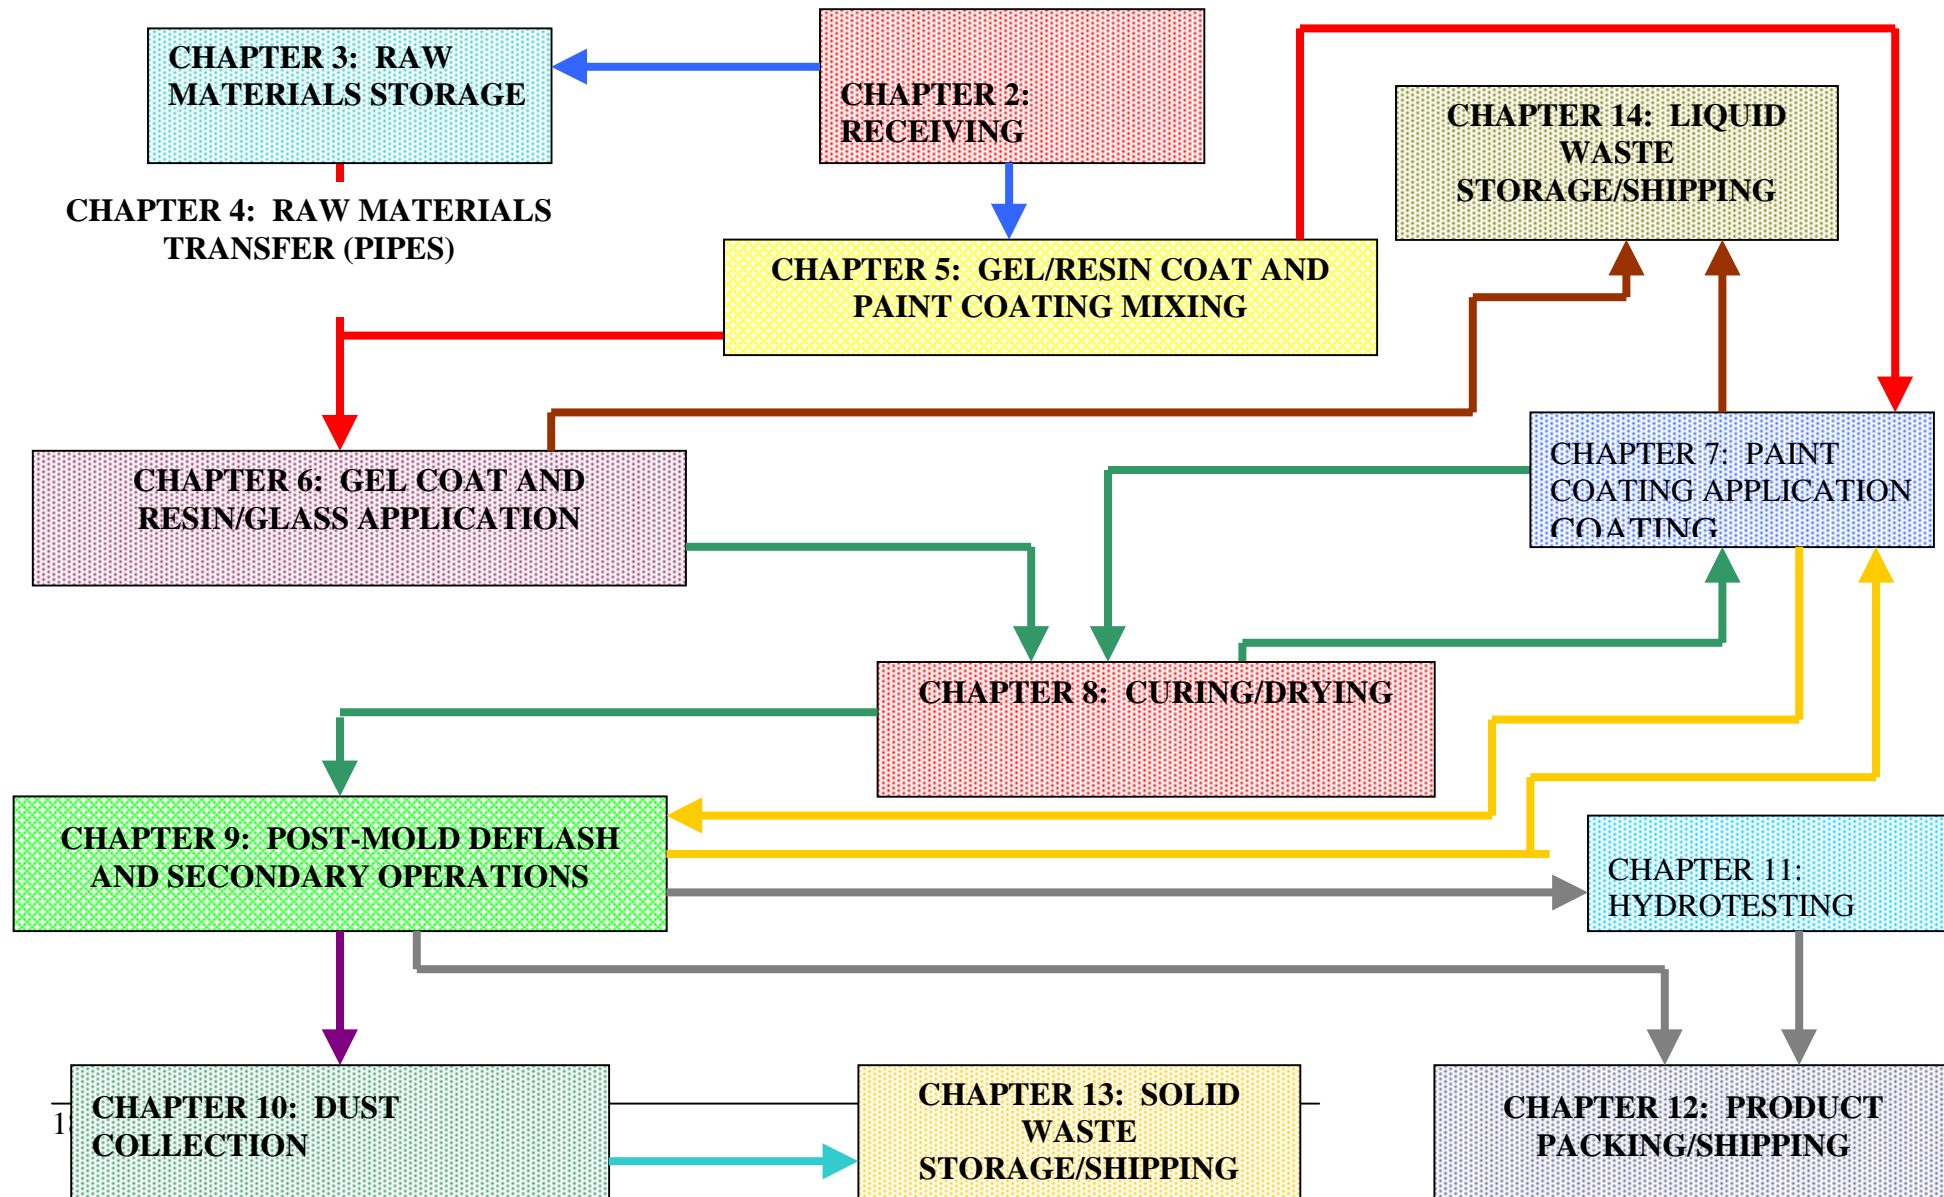 CHAPTER 3:  RAW
MATERIALS STORAGE
CHAPTER 2:
RECEIVING
CHAPTER 14:  LIQUID
WASTE
STORAGE/SHIPPING
CHAPTER 4:  RAW MATERIALS
TRANSFER (PIPES)
CHAPTER 5:  GEL/RESIN COAT AND
PAINT COATING MIXING
CHAPTER 6:  GEL COAT AND
RESIN/GLASS APPLICATION
CHAPTER 7:  PAINT
COATING APPLICATION
COATING
CHAPTER 8:  CURING/DRYING
CHAPTER 9:  POST-MOLD DEFLASH
AND SECONDARY OPERATIONS
CHAPTER 11:
HYDROTESTING
CHAPTER 10:  DUST
COLLECTION
CHAPTER 13:  SOLID
WASTE
STORAGE/SHIPPING
CHAPTER 12:  PRODUCT
PACKING/SHIPPING